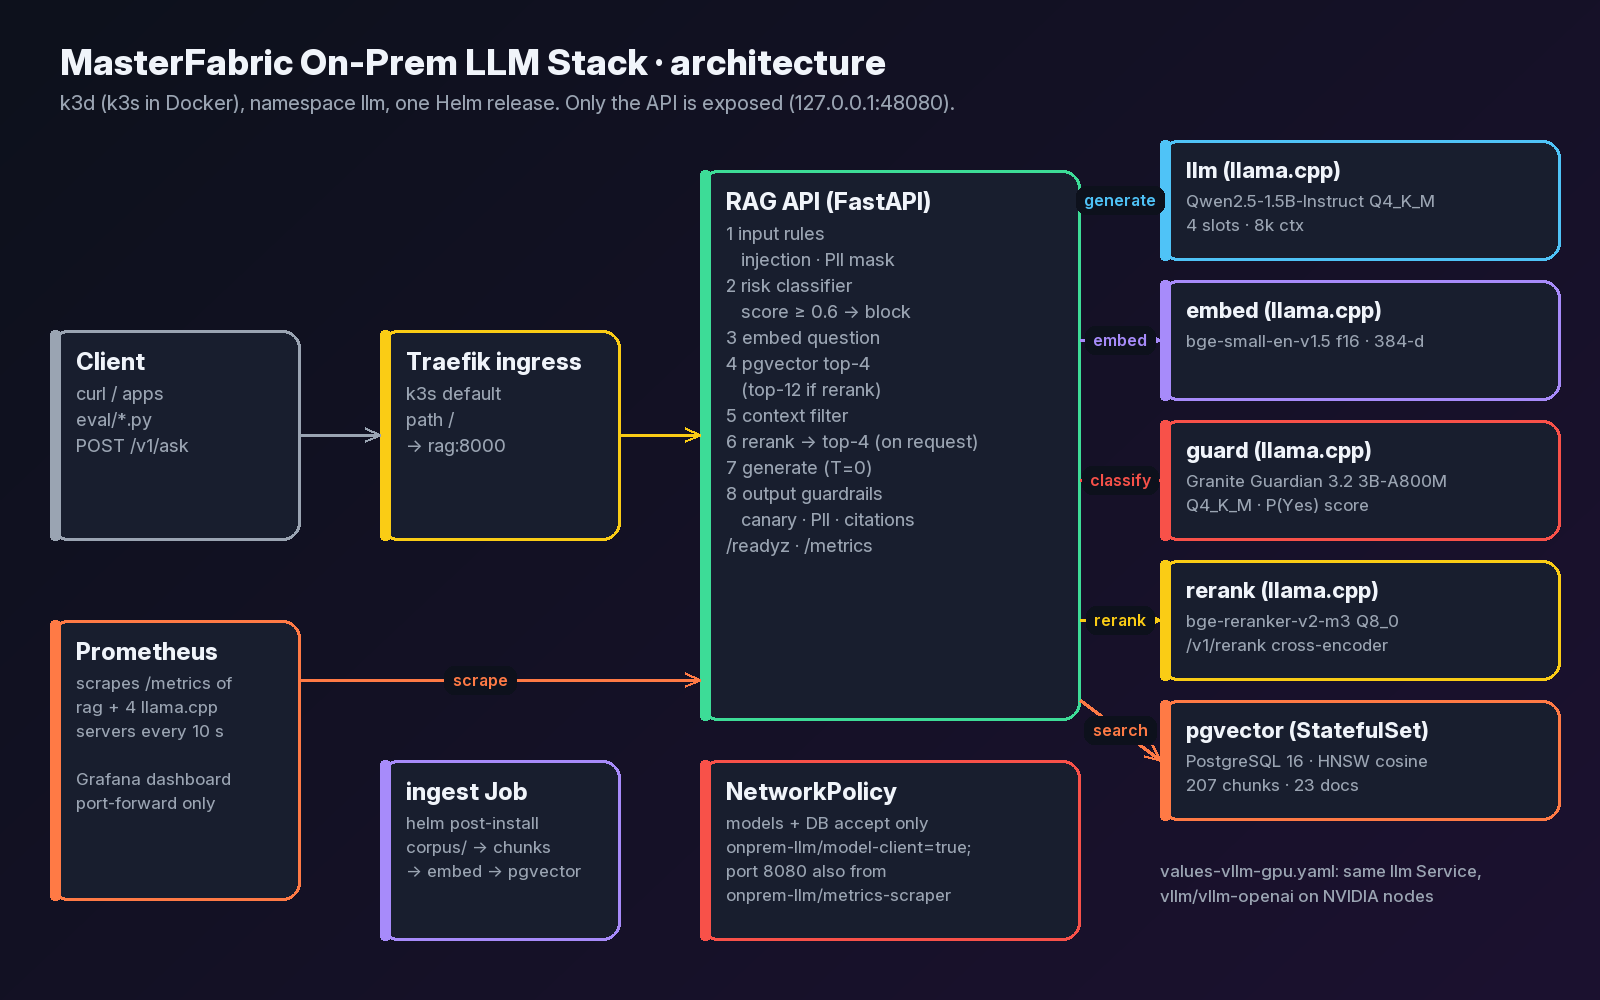 MasterFabric On-Prem LLM Stack · architecture
k3d (k3s in Docker), namespace llm, one Helm release. Only the API is exposed (127.0.0.1:48080).
Client
curl / apps
eval/*.py
POST /v1/ask
Traefik ingress
k3s default
path /
→ rag:8000
RAG API (FastAPI)
1 input rules
injection · PII mask
2 risk classifier
score ≥ 0.6 → block
3 embed question
4 pgvector top-4
(top-12 if rerank)
5 context filter
6 rerank → top-4 (on request)
7 generate (T=0)
8 output guardrails
canary · PII · citations
/readyz · /metrics
generate
embed
classify
rerank
search
llm (llama.cpp)
Qwen2.5-1.5B-Instruct Q4_K_M
4 slots · 8k ctx
embed (llama.cpp)
bge-small-en-v1.5 f16 · 384-d
guard (llama.cpp)
Granite Guardian 3.2 3B-A800M
Q4_K_M · P(Yes) score
rerank (llama.cpp)
bge-reranker-v2-m3 Q8_0
/v1/rerank cross-encoder
pgvector (StatefulSet)
PostgreSQL 16 · HNSW cosine
207 chunks · 23 docs
Prometheus
scrapes /metrics of
rag + 4 llama.cpp
servers every 10 s
Grafana dashboard
port-forward only
scrape
ingest Job
helm post-install
corpus/ → chunks
→ embed → pgvector
NetworkPolicy
models + DB accept only
onprem-llm/model-client=true;
port 8080 also from
onprem-llm/metrics-scraper
values-vllm-gpu.yaml: same llm Service,
vllm/vllm-openai on NVIDIA nodes